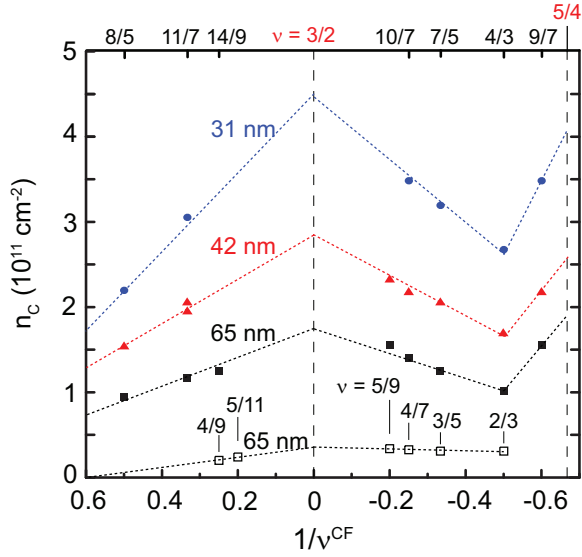 5/4
8/5 11/7 14/9 ν = 3/2 10/7 7/5 4/3 9/7
5
4
3
2
1
0
n_C (10^11 cm^-2)
31 nm
42 nm
65 nm
ν = 5/9
4/7
3/5
2/3
4/9
5/11
65 nm
0.6 0.4 0.2 0 -0.2 -0.4 -0.6
1/ν^CF